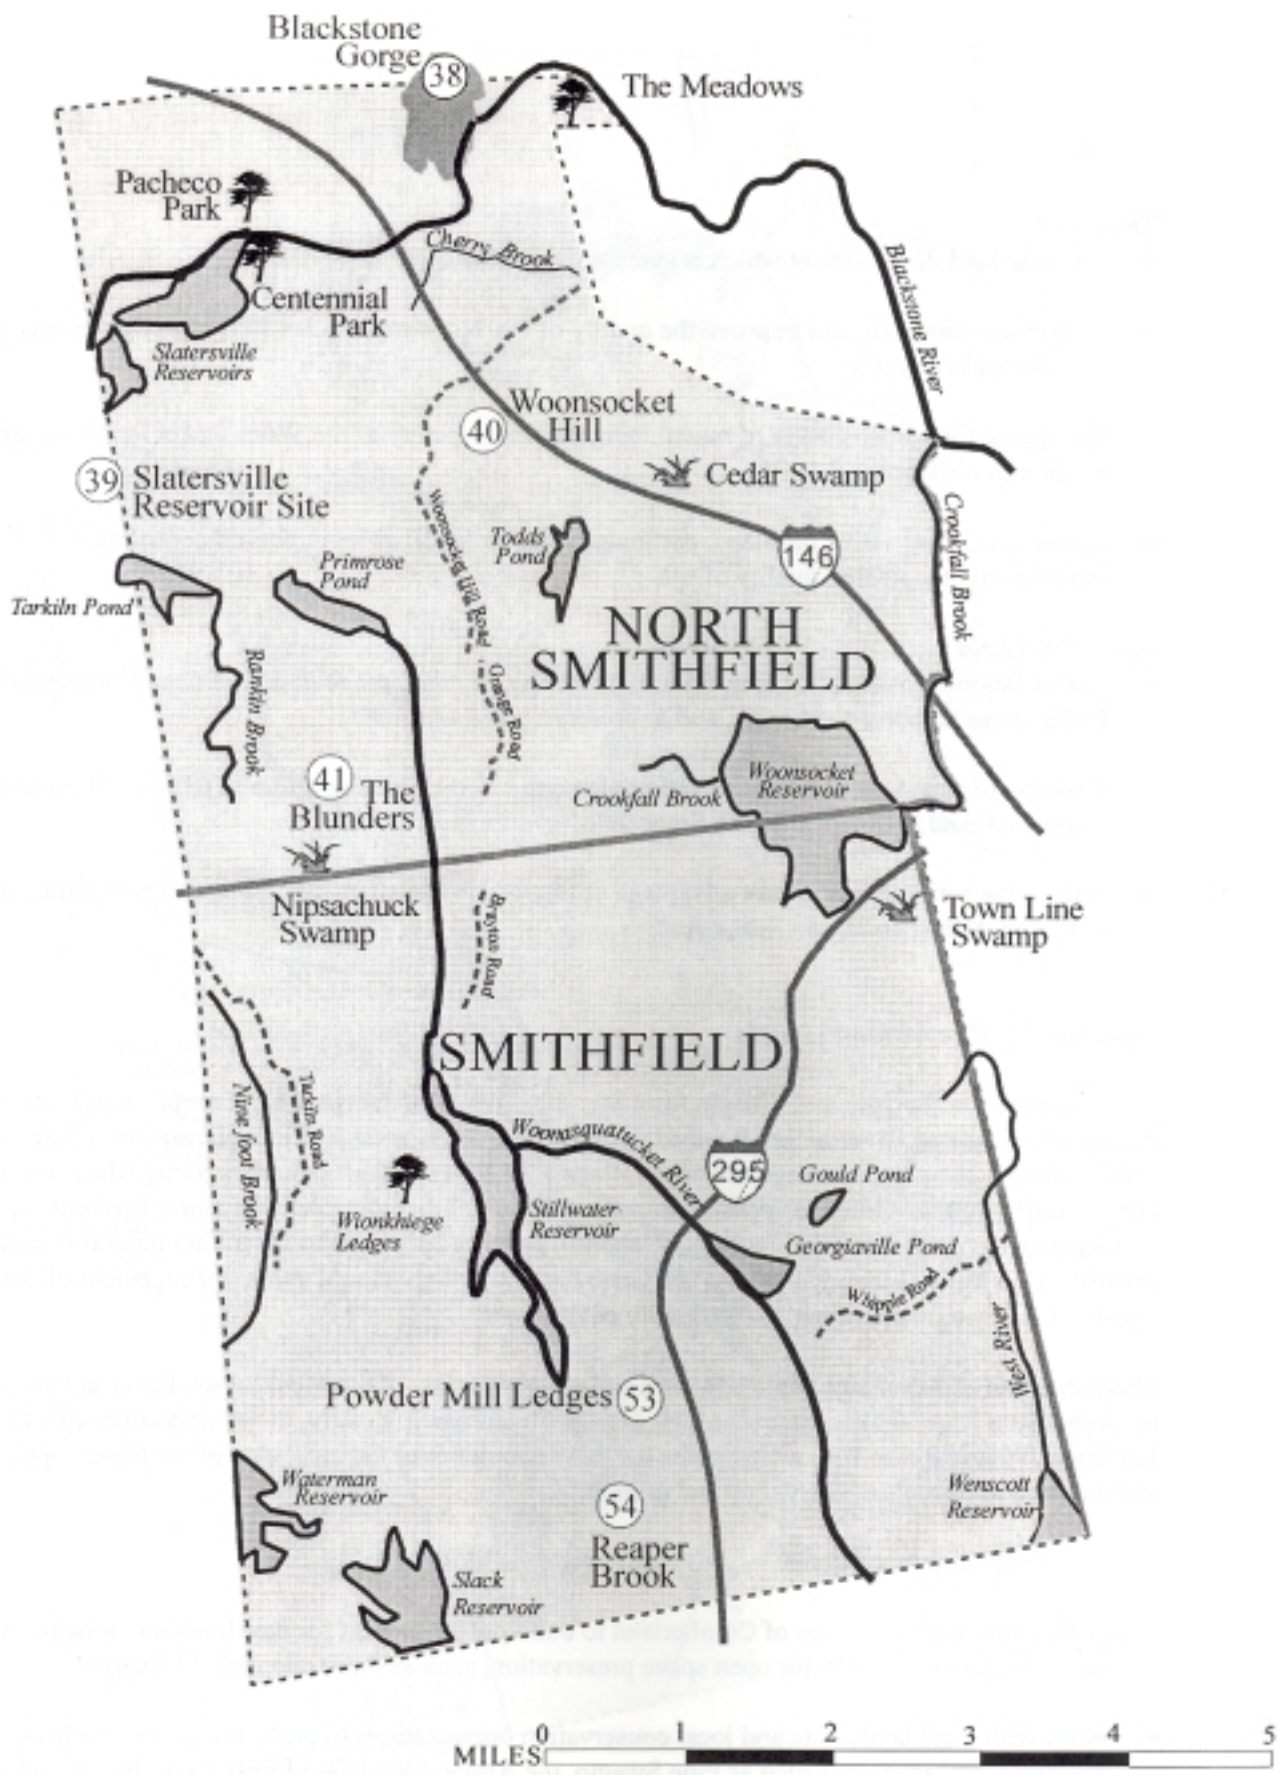 Blackstone
Gorge
38
The Meadows
Pacheco
Park
Cherry Brook
Centennial
Park
Blackstone River
Slatersville
Reservoirs
Woonsocket
Hill
40
39
Slatersville
Reservoir Site
Cedar Swamp
Woonsocket Hill Road
Todds
Pond
146
Crookfall Brook
Primrose
Pond
Tarkiln Pond
NORTH
SMITHFIELD
Rankin Brook
Grange Road
41
The
Blunders
Woonsocket
Reservoir
Crookfall Brook
Nipsachuck
Swamp
Brayton Road
Town Line
Swamp
SMITHFIELD
Nine foot Brook
Tarkiln Road
Woonasquatucket River
295
Gould Pond
Wionkhiege
Ledges
Stillwater
Reservoir
Georgiaville Pond
Whipple Road
West River
Powder Mill Ledges
53
Waterman
Reservoir
54
Reaper
Brook
Wenscott
Reservoir
Slack
Reservoir
MILES
0 1 2 3 4 5